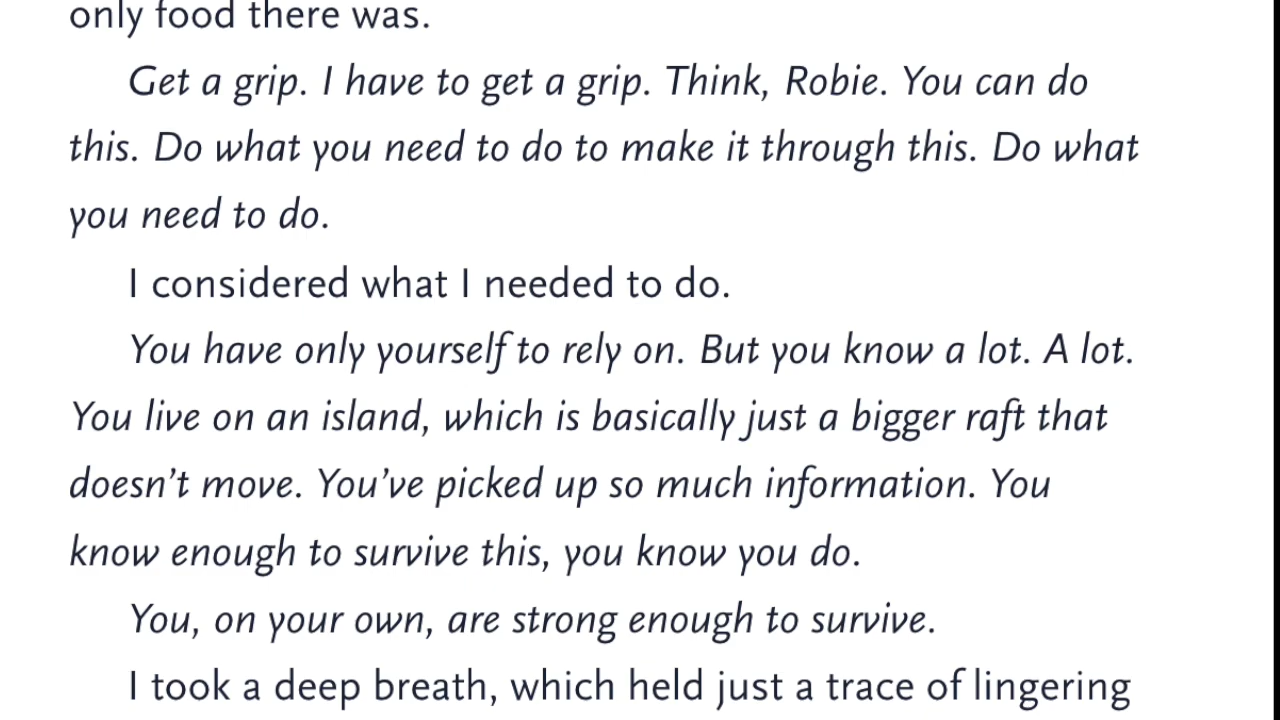 only food there was.
Get a grip. I have to get a grip. Think, Robie. You can do
this. Do what you need to do to make it through this. Do what
you need to do.
I considered what I needed to do.
You have only yourself to rely on. But you know a lot. A lot.
You live on an island, which is basically just a bigger raft that
doesn’t move. You’ve picked up so much information. You
know enough to survive this, you know you do.
You, on your own, are strong enough to survive.
I took a deep breath, which held just a trace of lingering